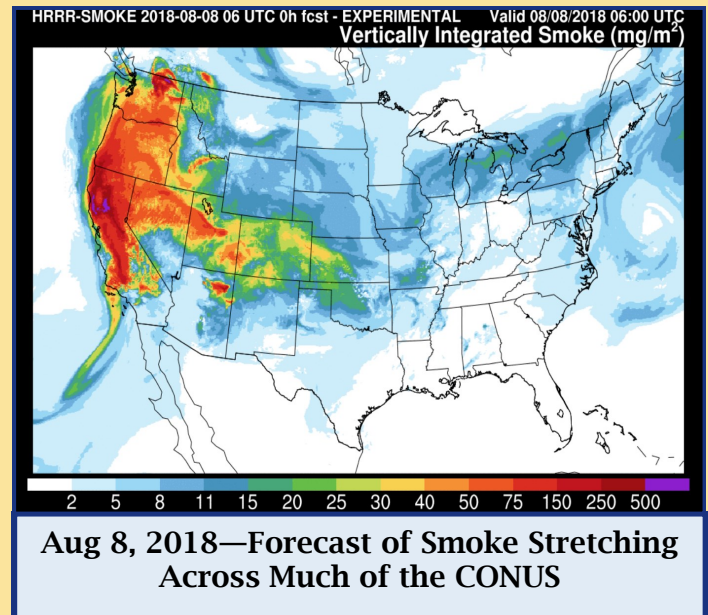 HRRR-SMOKE 2018-08-08 06 UTC 0h fcst - EXPERIMENTAL Valid 08/08/2018 06:00 UTC
Vertically Integrated Smoke (mg/m²)
2 5 8 11 15 20 25 30 40 50 75 150 250 500
Aug 8, 2018—Forecast of Smoke Stretching
Across Much of the CONUS